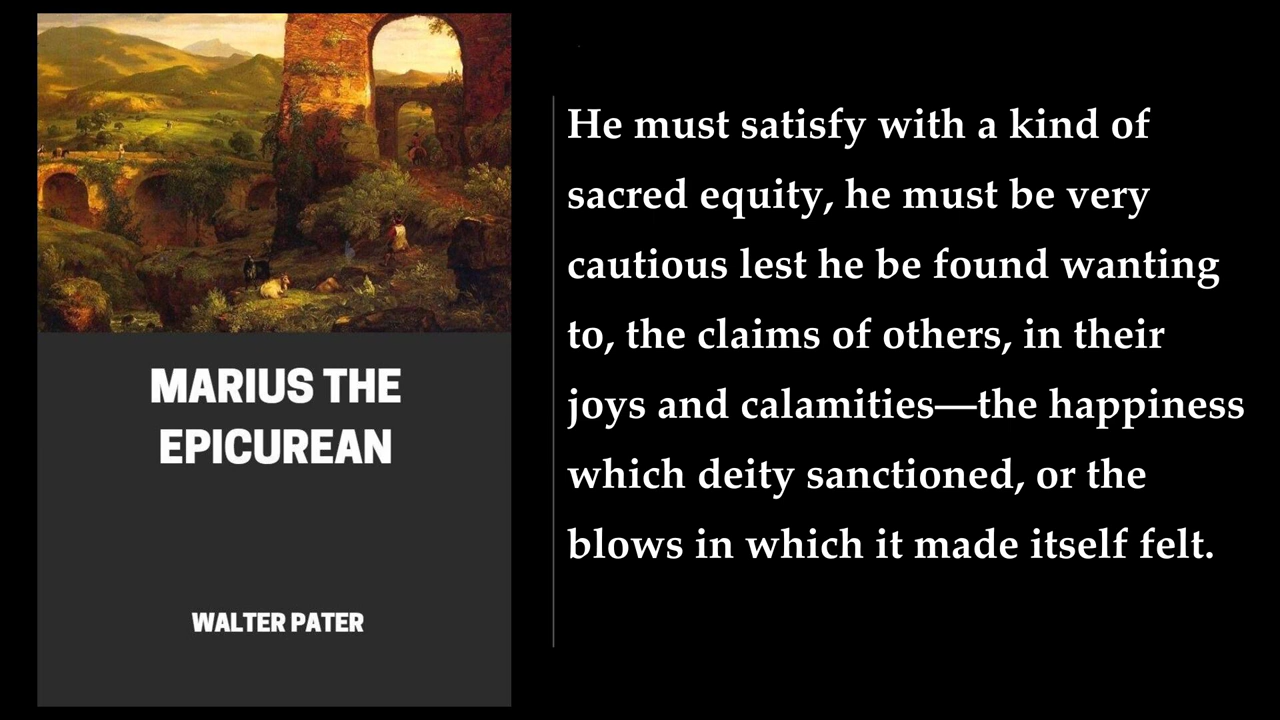 MARIUS THE
EPICUREAN
WALTER PATER
He must satisfy with a kind of
sacred equity, he must be very
cautious lest he be found wanting
to, the claims of others, in their
joys and calamities—the happiness
which deity sanctioned, or the
blows in which it made itself felt.